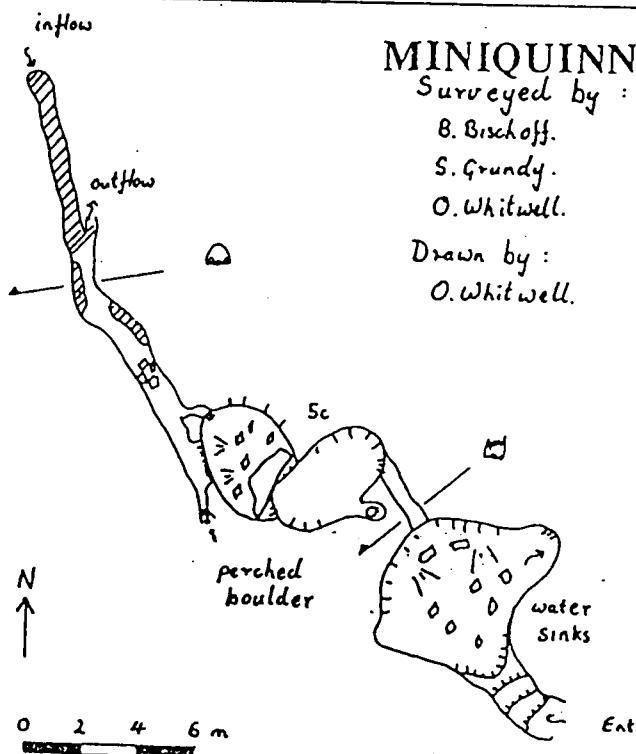 inflow
MINIQUINN
Surveyed by :
B. Bischoff.
S. Grundy.
O. Whitwell.
outflow
Drawn by :
O. Whitwell.
5c
perched
boulder
N
water
sinks
Ent
0 2 4 6 m